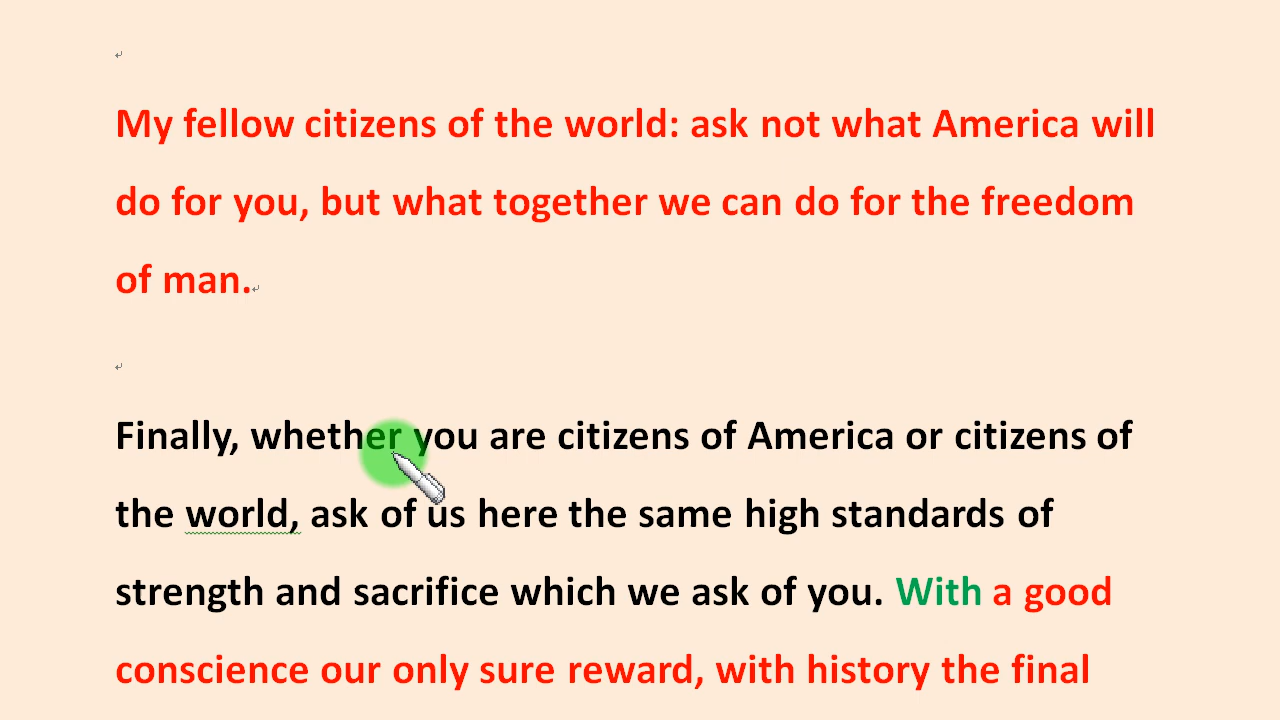 My fellow citizens of the world: ask not what America will
do for you, but what together we can do for the freedom
of man.
Finally, whether you are citizens of America or citizens of
the world, ask of us here the same high standards of
strength and sacrifice which we ask of you. With a good
conscience our only sure reward, with history the final